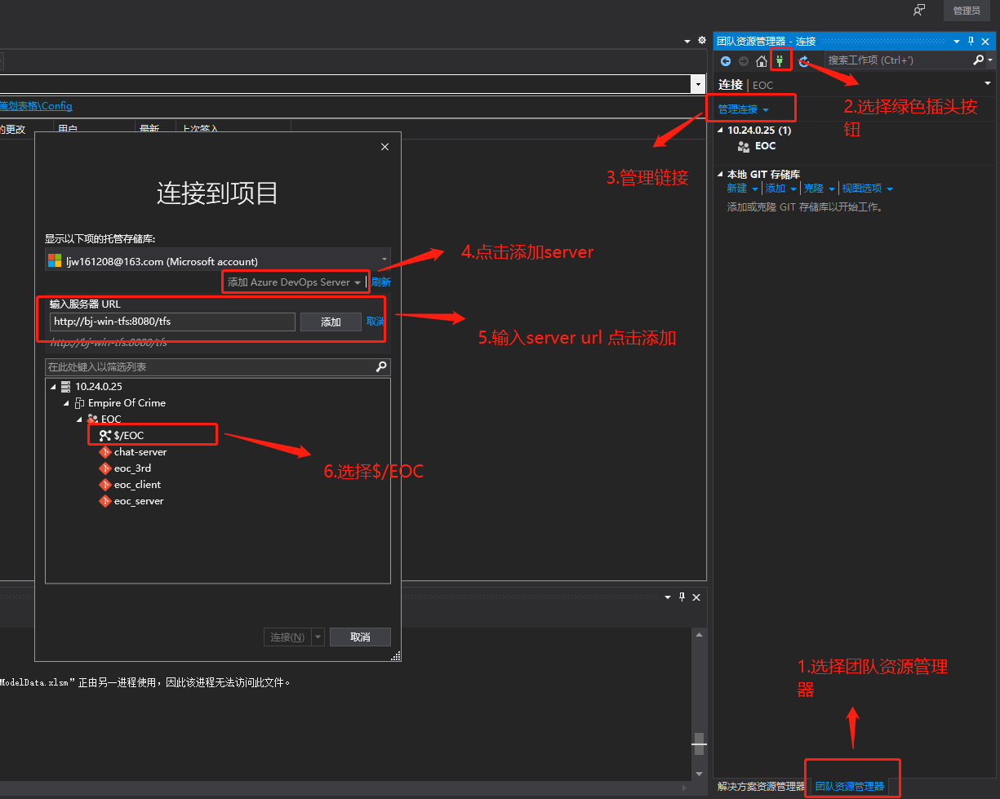 管理员
团队资源管理器 - 连接
搜索工作项 (Ctrl+')
连接 | EOC
策划表格\Config
管理连接
2.选择绿色插头按
钮
的更改 用户 最新 上次签入
10.24.0.25 (1)
EOC
3.管理链接
本地 GIT 存储库
新建 添加 克隆 视图选项
添加或克隆 GIT 存储库以开始工作。
连接到项目
显示以下项的托管存储库:
ljw161208@163.com (Microsoft account)
4.点击添加server
添加 Azure DevOps Server 刷新
输入服务器 URL
http://bj-win-tfs:8080/tfs 添加 取消
5.输入server url 点击添加
http://bj-win-tfs:8080/tfs
在此处键入以筛选列表
10.24.0.25
Empire Of Crime
EOC
$/EOC
chat-server
6.选择$/EOC
eoc_3rd
eoc_client
eoc_server
连接(N) 取消
ModelData.xlsm”正由另一进程使用，因此该进程无法访问此文件。
1.选择团队资源管理
器
解决方案资源管理器 团队资源管理器